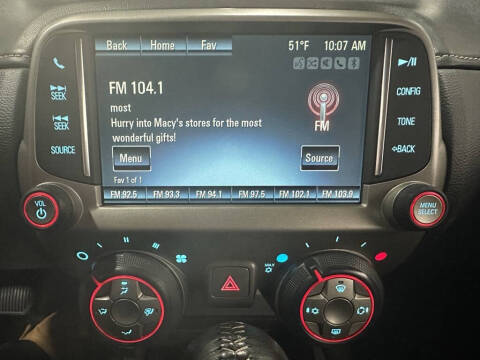 Back Home Fav 51°F 10:07 AM
FM 104.1
most
Hurry into Macy's stores for the most
wonderful gifts!
FM
Menu Source
Fav 1 of 1
FM 92.5 FM 93.3 FM 94.1 FM 97.5 FM 102.1 FM 103.9
SEEK
SEEK
SOURCE
VOL
CONFIG
TONE
BACK
MENU
SELECT
MAX